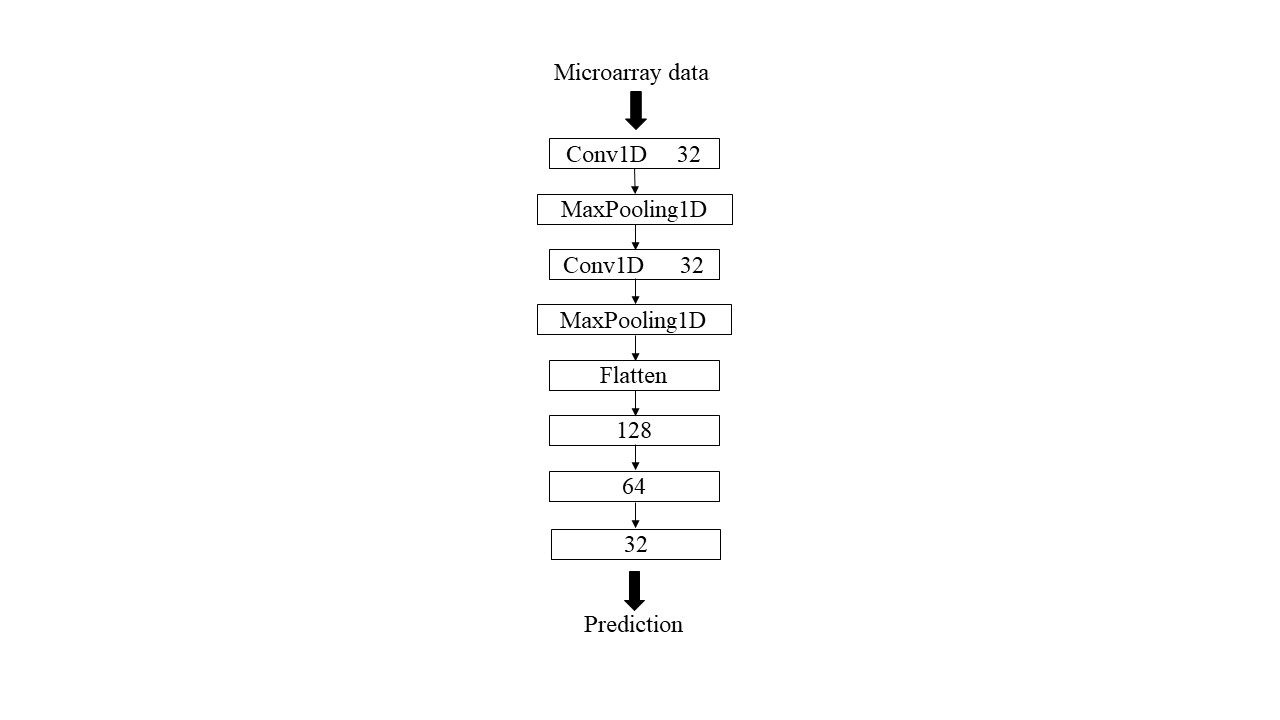 Microarray data
Conv1D 32
MaxPooling1D
Conv1D 32
MaxPooling1D
Flatten
128
64
32
Prediction